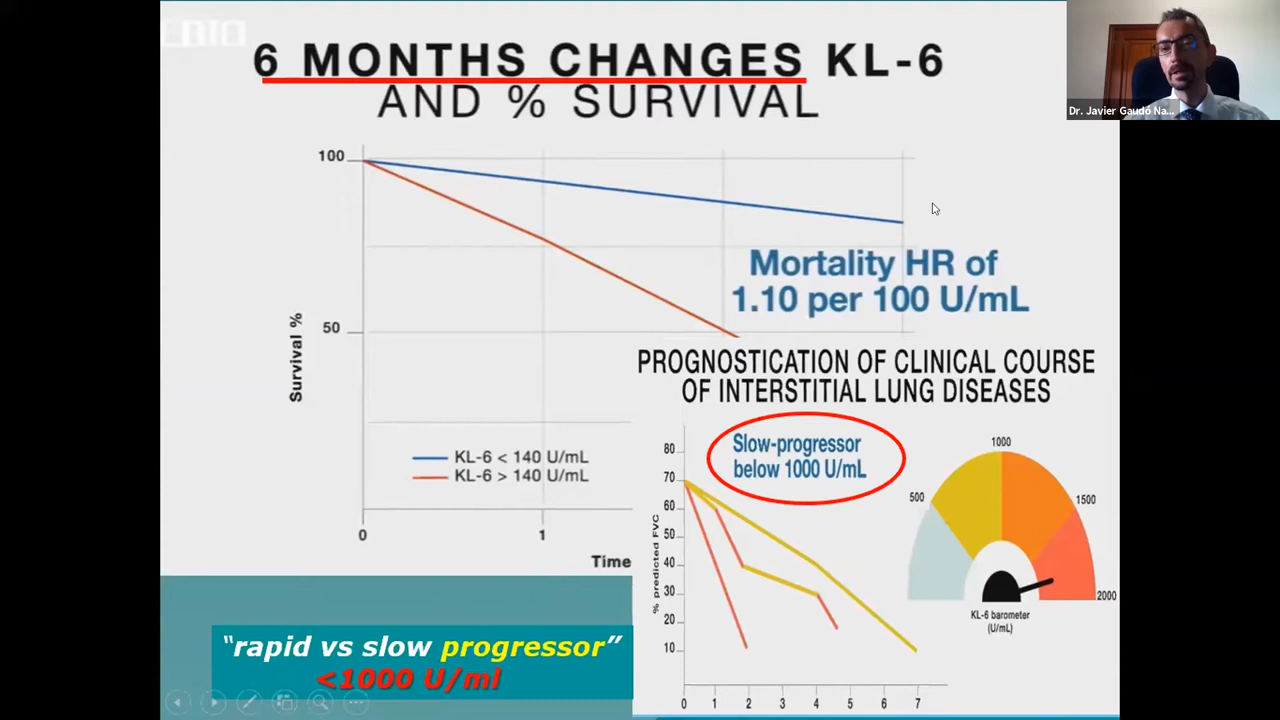 6 MONTHS CHANGES KL-6
AND % SURVIVAL
Dr. Javier Gaudó Na...
100
50
Survival %
Mortality HR of
1.10 per 100 U/mL
KL-6 < 140 U/mL
KL-6 > 140 U/mL
0
1
Time
PROGNOSTICATION OF CLINICAL COURSE
OF INTERSTITIAL LUNG DISEASES
Slow-progressor
below 1000 U/mL
80
70
60
50
40
30
20
10
% predicted FVC
0 1 2 3 4 5 6 7
500
1000
1500
2000
KL-6 barometer
(U/mL)
"rapid vs slow progressor"
<1000 U/ml